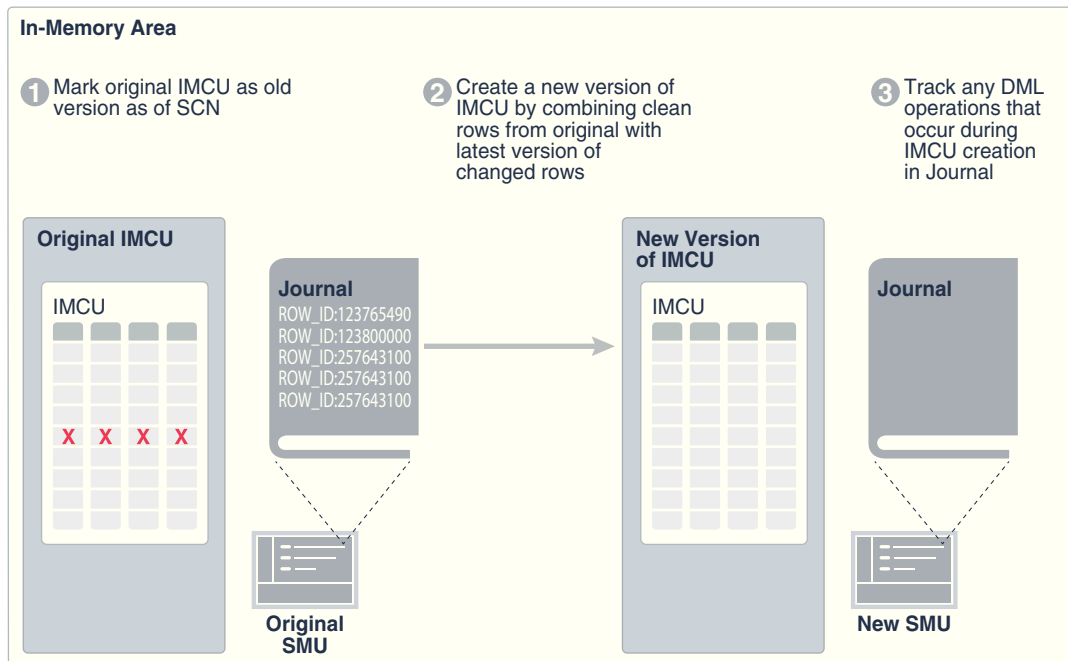 In-Memory Area
1 Mark original IMCU as old
version as of SCN
2 Create a new version of
IMCU by combining clean
rows from original with
latest version of
changed rows
3 Track any DML
operations that
occur during
IMCU creation
in Journal
Original IMCU
IMCU
X X X X
Journal
ROW_ID:123765490
ROW_ID:123800000
ROW_ID:257643100
ROW_ID:257643100
ROW_ID:257643100
Original
SMU
New Version
of IMCU
IMCU
Journal
New SMU